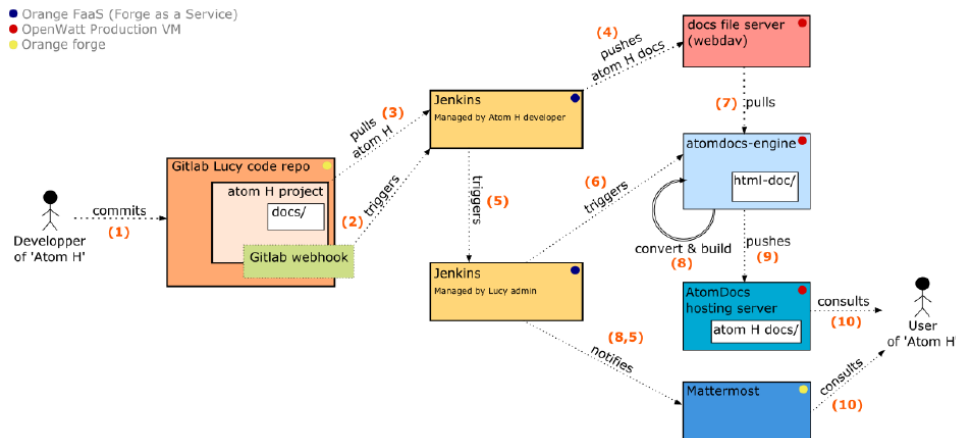 Orange FaaS (Forge as a Service)
OpenWatt Production VM
Orange forge
Developper
of 'Atom H'
commits
(1)
Gitlab Lucy code repo
atom H project
docs/
Gitlab webhook
(2)
triggers
pulls
atom H
(3)
Jenkins
Managed by Atom H developer
(4)
pushes
atom H docs
docs file server
(webdav)
triggers
(5)
Jenkins
Managed by Lucy admin
(6)
triggers
(7)
pulls
atomdocs-engine
html-doc/
convert & build
(8)
pushes
(9)
AtomDocs
hosting server
atom H docs/
(8,5)
notifies
Mattermost
consults
(10)
consults
(10)
User
of 'Atom H'